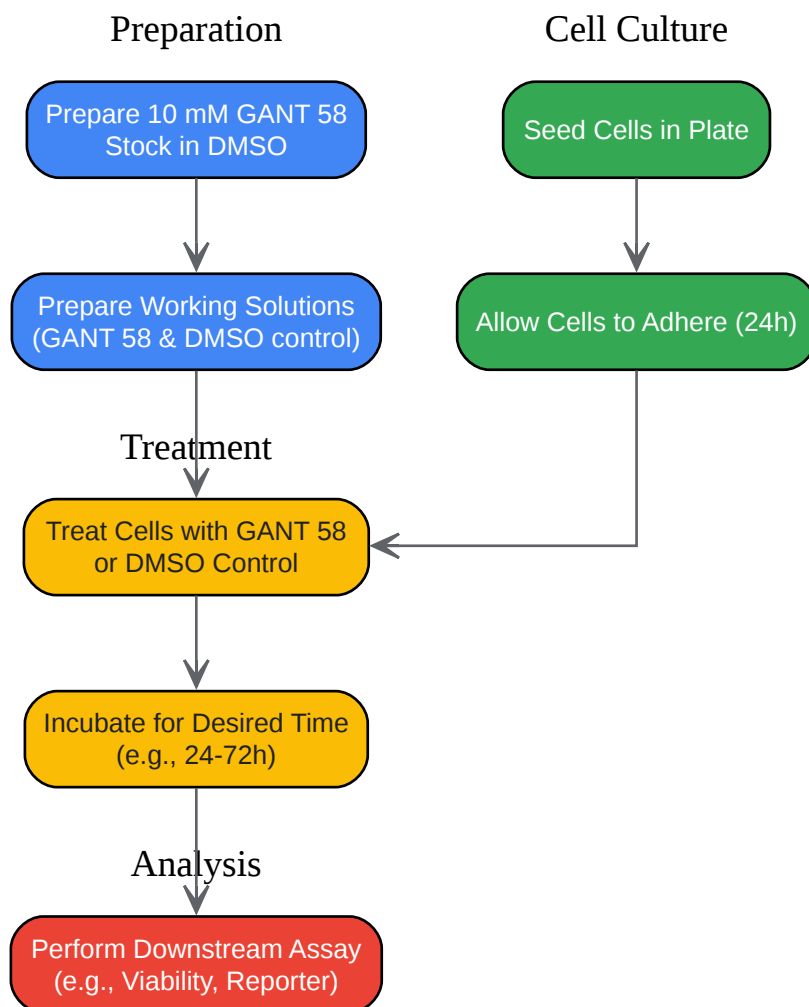 Preparation
Cell Culture
Prepare 10 mM GANT 58
Stock in DMSO
Seed Cells in Plate
Prepare Working Solutions
(GANT 58 & DMSO control)
Allow Cells to Adhere (24h)
Treatment
Treat Cells with GANT 58
or DMSO Control
Incubate for Desired Time
(e.g., 24-72h)
Analysis
Perform Downstream Assay
(e.g., Viability, Reporter)